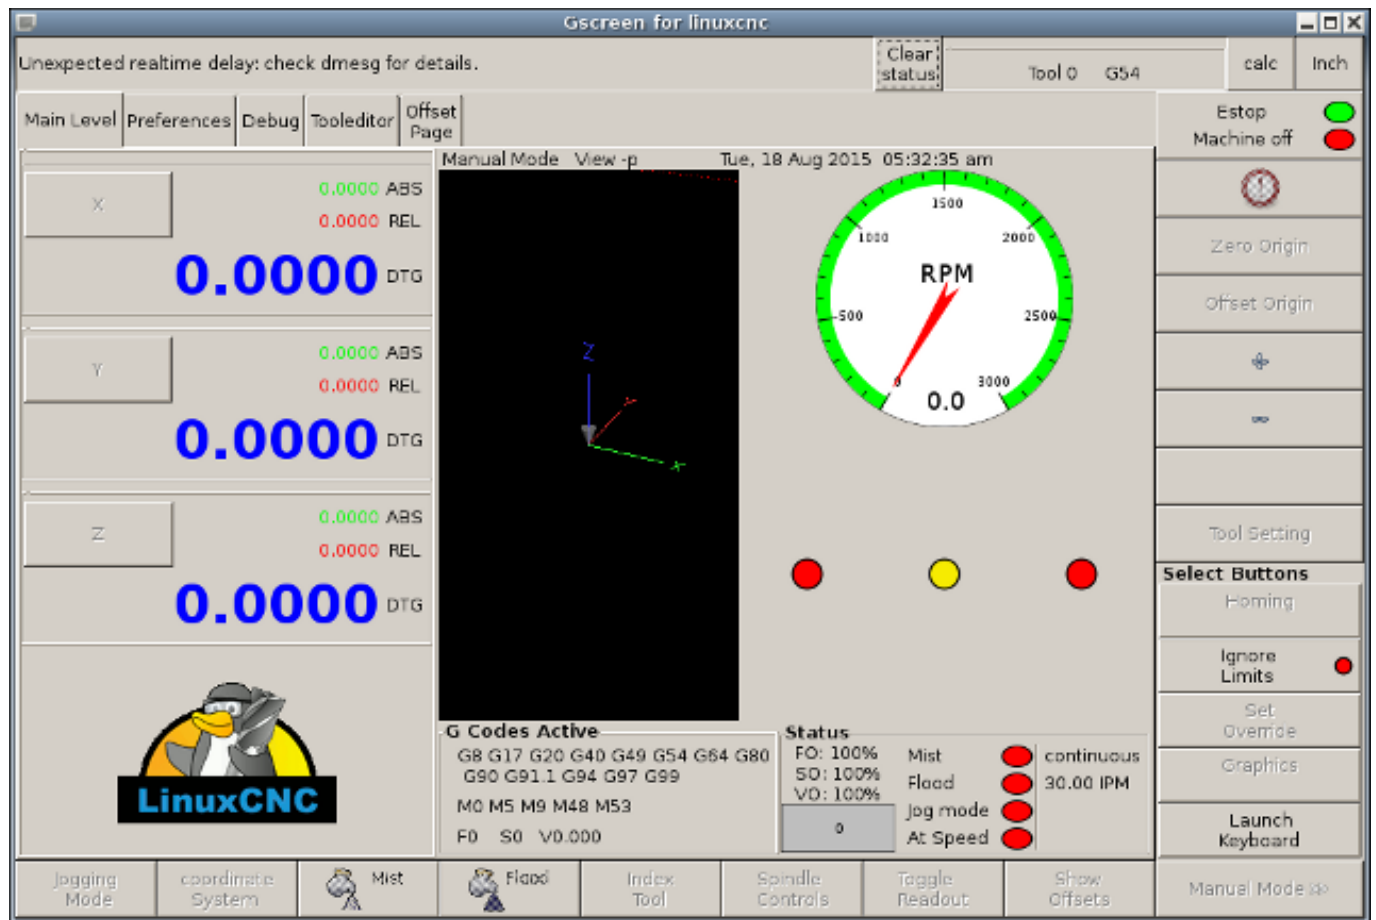 Gscreen for linuxcnc
Unexpected realtime delay: check dmesg for details.
Clear
status
Tool 0 G54
calc
Inch
Main Level
Preferences
Debug
Tooleditor
Offset
Page
Estop
Machine off
Manual Mode View -p Tue, 18 Aug 2015 05:32:35 am
X
0.0000 ABS
0.0000 REL
0.0000 DTG
Y
0.0000 ABS
0.0000 REL
0.0000 DTG
Z
0.0000 ABS
0.0000 REL
0.0000 DTG
LinuxCNC
Z
Y
X
1500
1000
2000
RPM
500
2500
0
3000
0.0
G Codes Active
G8 G17 G20 G40 G49 G54 G64 G80
G90 G91.1 G94 G97 G99
M0 M5 M9 M48 M53
F0 S0 V0.000
Status
FO: 100%
SO: 100%
VO: 100%
0
Mist
Flood
Jog mode
At Speed
continuous
30.00 IPM
Zero Origin
Offset Origin
Tool Setting
Select Buttons
Homing
Ignore
Limits
Set
Override
Graphics
Launch
Keyboard
Jogging
Mode
coordinate
System
Mist
Flood
Index
Tool
Spindle
Controls
Toggle
Readout
Show
Offsets
Manual Mode >>